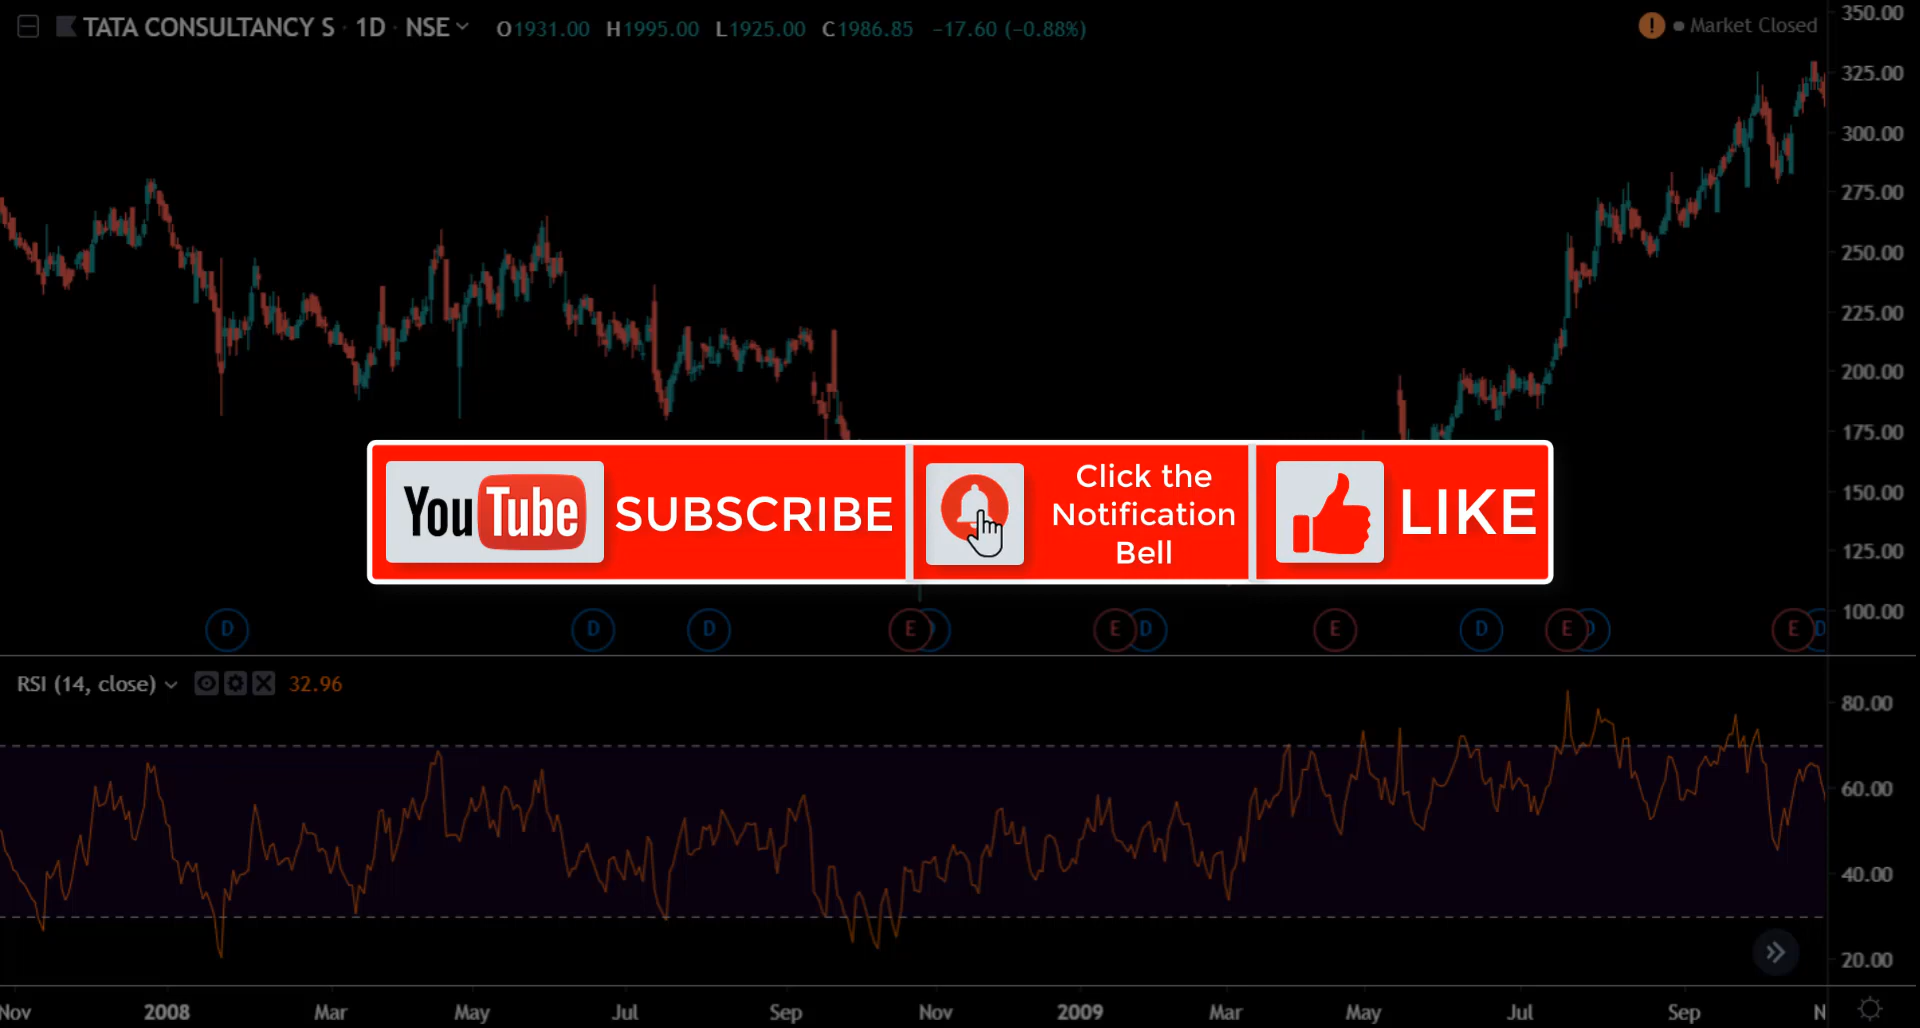 TATA CONSULTANCY S · 1D · NSE O1931.00 H1995.00 L1925.00 C1986.85 −17.60 (−0.88%)
! Market Closed
350.00
325.00
300.00
275.00
250.00
225.00
200.00
175.00
150.00
125.00
100.00
YouTube SUBSCRIBE
Click the
Notification
Bell
LIKE
D D D E D E D E D E D E D
RSI (14, close) 32.96
80.00
60.00
40.00
20.00
Nov 2008 Mar May Jul Sep Nov 2009 Mar May Jul Sep N